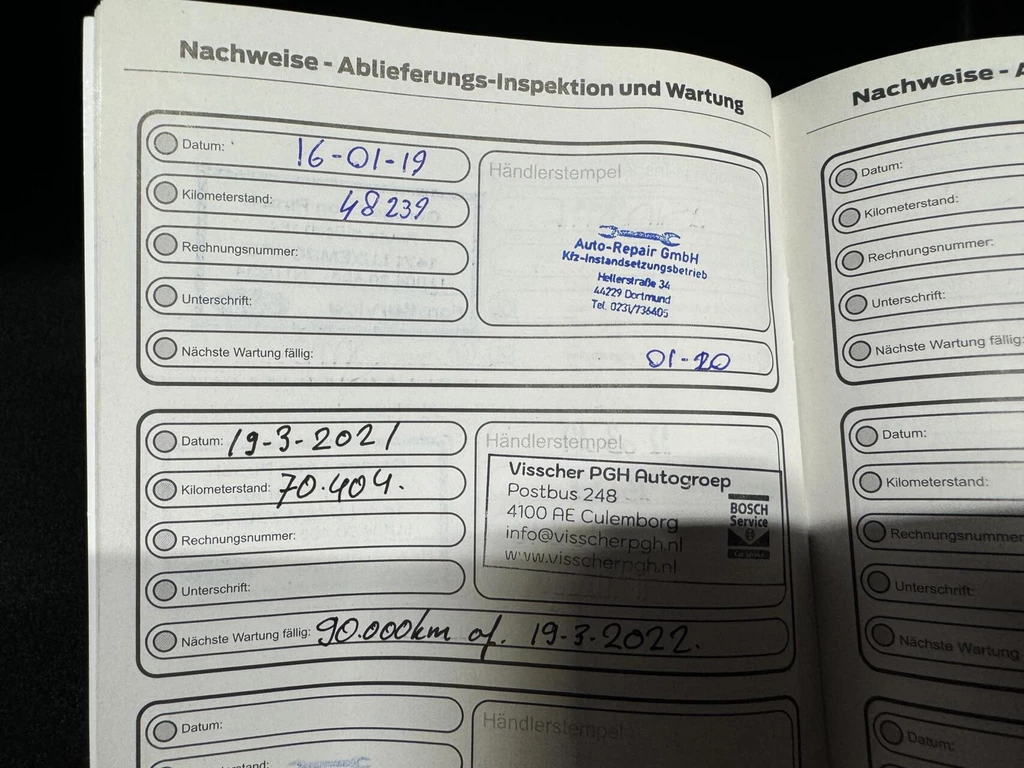 Nachweise - Ablieferungs-Inspektion und Wartung
Datum: 16-01-19
Kilometerstand: 48239
Rechnungsnummer:
Unterschrift:
Nächste Wartung fällig: 01-20
Händlerstempel
Auto-Repair GmbH
Kfz-Instandsetzungsbetrieb
Hellerstraße 34
44229 Dortmund
Tel. 0231/736405
Datum: 19-3-2021
Kilometerstand: 70.404.
Rechnungsnummer:
Unterschrift:
Nächste Wartung fällig: 90.000km of. 19-3-2022.
Händlerstempel
Visscher PGH Autogroep
Postbus 248
4100 AE Culemborg
info@visscherpgh.nl
www.visscherpgh.nl
BOSCH
Service
Datum:
Händlerstempel
Nachweise -
Datum:
Kilometerstand:
Rechnungsnummer:
Unterschrift:
Nächste Wartung fällig:
Datum:
Kilometerstand:
Rechnungsnummer
Unterschrift:
Nächste Wartung
Datum: